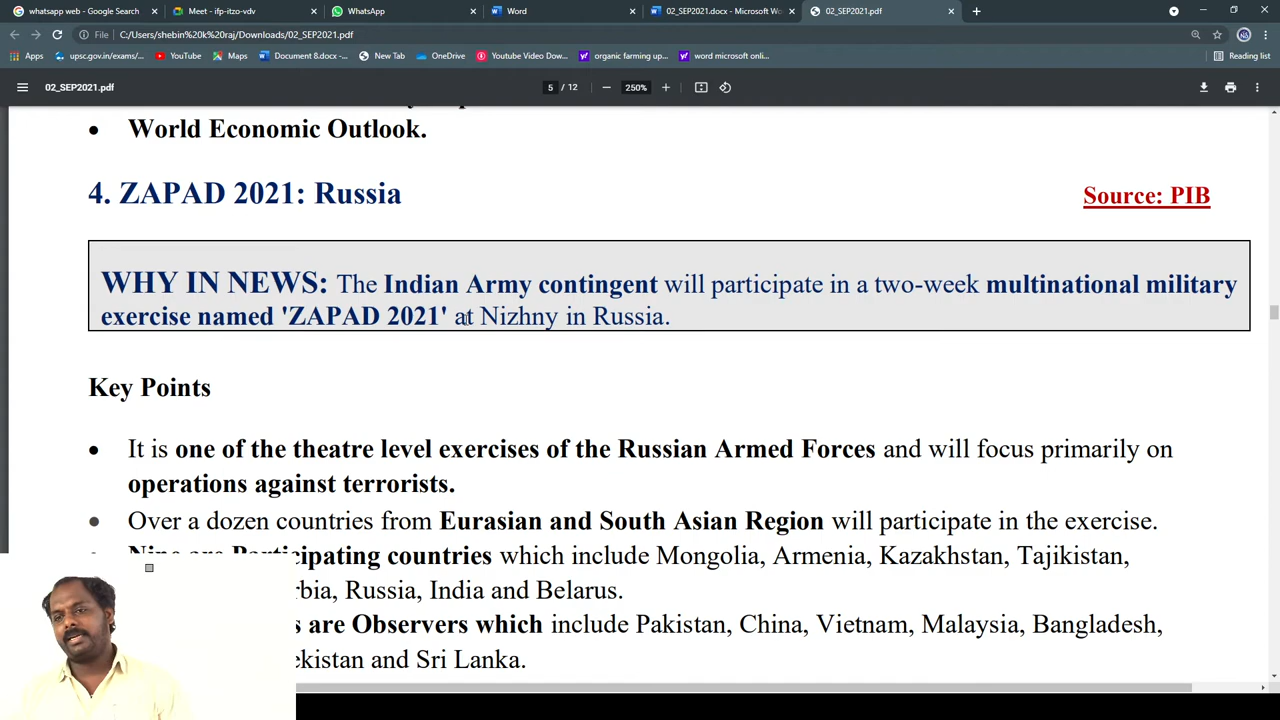 whatsapp web - Google Search
Meet - ifp-itzo-vdv
WhatsApp
Word
02_SEP2021.docx - Microsoft Wor
02_SEP2021.pdf
File
C:/Users/shebin%20k%20raj/Downloads/02_SEP2021.pdf
Apps
upsc.gov.in/exams/...
YouTube
Maps
Document 8.docx -...
New Tab
OneDrive
Youtube Video Dow...
organic farming up...
word microsoft onli...
Reading list
02_SEP2021.pdf
5 / 12
250%
World Economic Outlook.
4. ZAPAD 2021: Russia
Source: PIB
WHY IN NEWS: The Indian Army contingent will participate in a two-week multinational military
exercise named 'ZAPAD 2021' at Nizhny in Russia.
Key Points
• It is one of the theatre level exercises of the Russian Armed Forces and will focus primarily on
operations against terrorists.
• Over a dozen countries from Eurasian and South Asian Region will participate in the exercise.
Nine are Participating countries which include Mongolia, Armenia, Kazakhstan, Tajikistan,
Russia, India and Belarus.
are Observers which include Pakistan, China, Vietnam, Malaysia, Bangladesh,
and Sri Lanka.